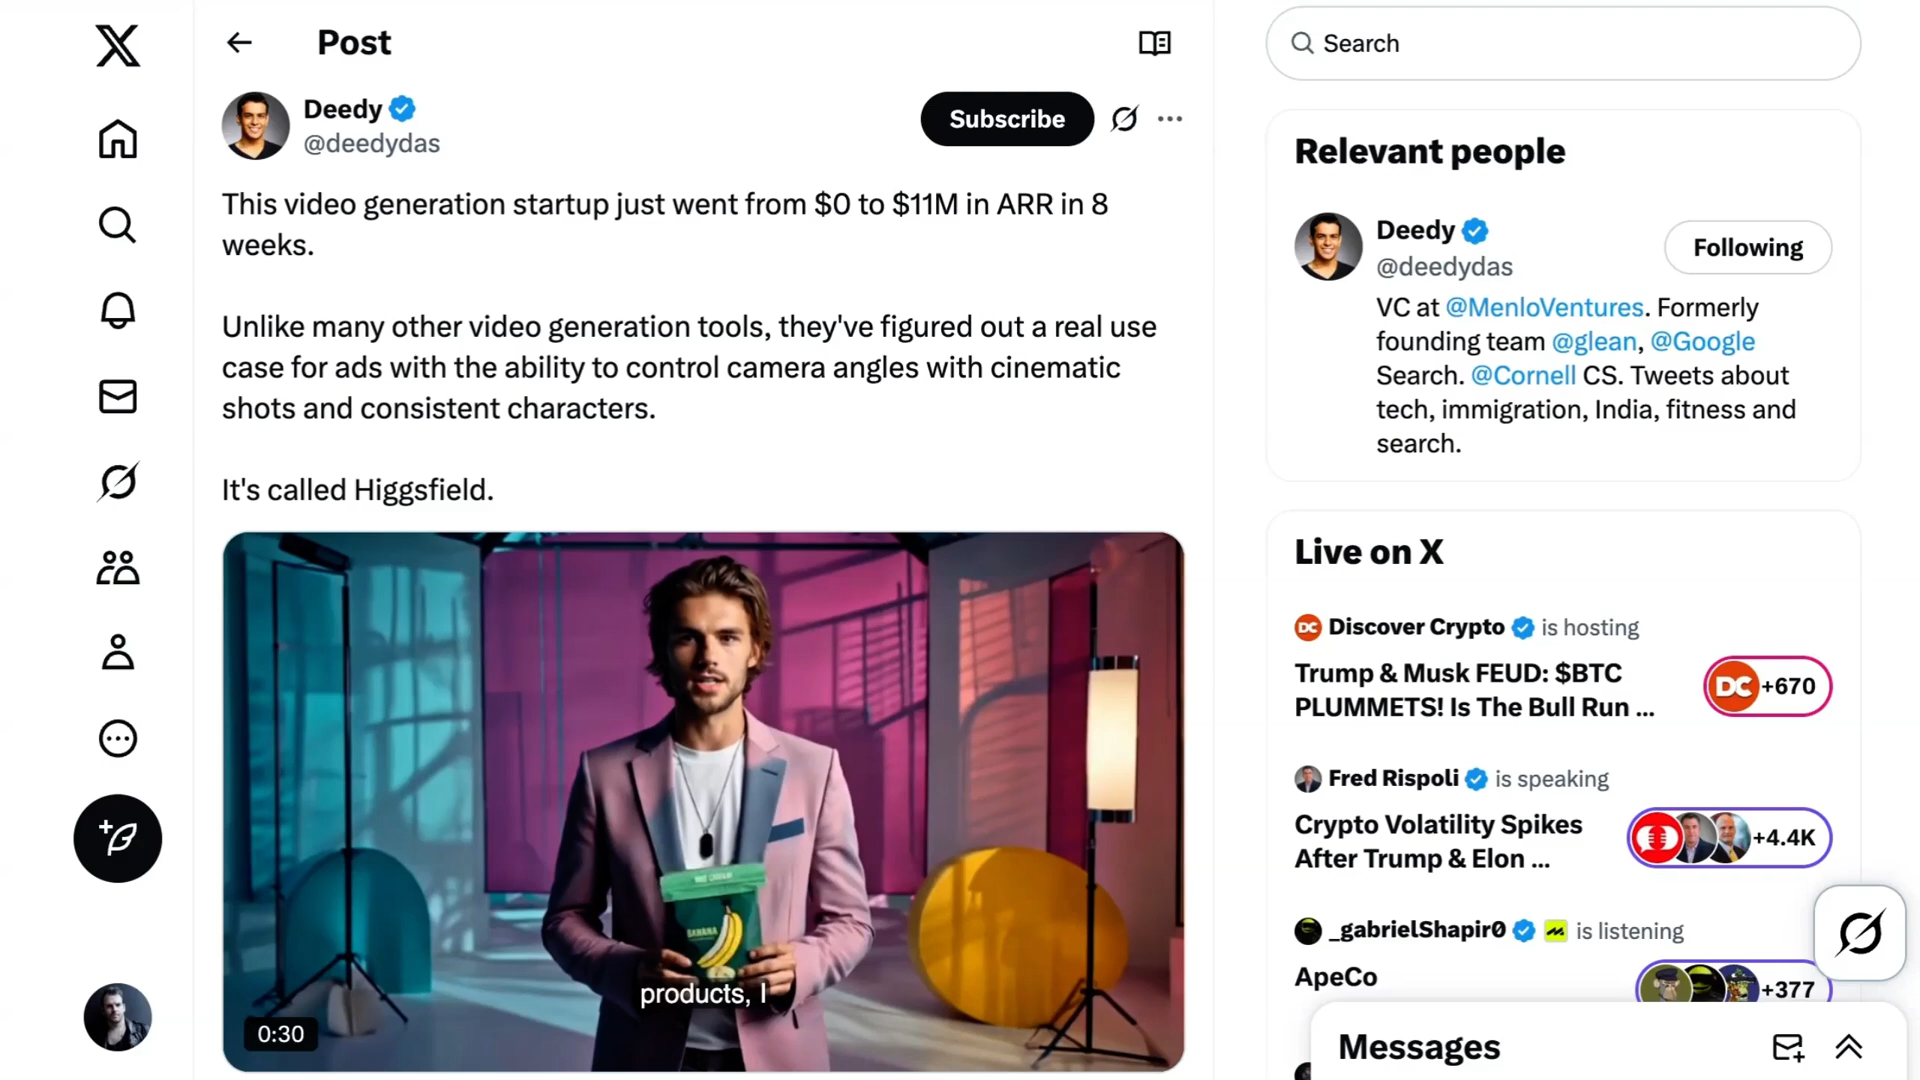 Post
Deedy
@deedydas
Subscribe
This video generation startup just went from $0 to $11M in ARR in 8
weeks.
Unlike many other video generation tools, they've figured out a real use
case for ads with the ability to control camera angles with cinematic
shots and consistent characters.
It's called Higgsfield.
BANANA
products, I
0:30
Search
Relevant people
Deedy
@deedydas
Following
VC at @MenloVentures. Formerly
founding team @glean, @Google
Search. @Cornell CS. Tweets about
tech, immigration, India, fitness and
search.
Live on X
DC Discover Crypto is hosting
Trump & Musk FEUD: $BTC
PLUMMETS! Is The Bull Run ...
DC +670
Fred Rispoli is speaking
Crypto Volatility Spikes
After Trump & Elon ...
+4.4K
_gabrielShapir0 is listening
ApeCo
+377
Messages